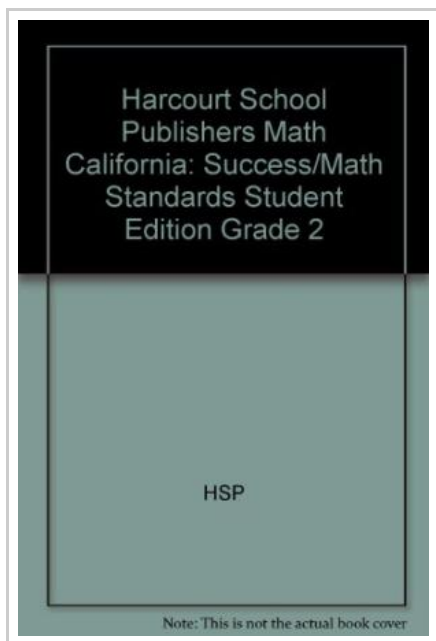 Harcourt School
Publishers Math
California: Success/Math
Standards Student
Edition Grade 2
HSP
Note: This is not the actual book cover